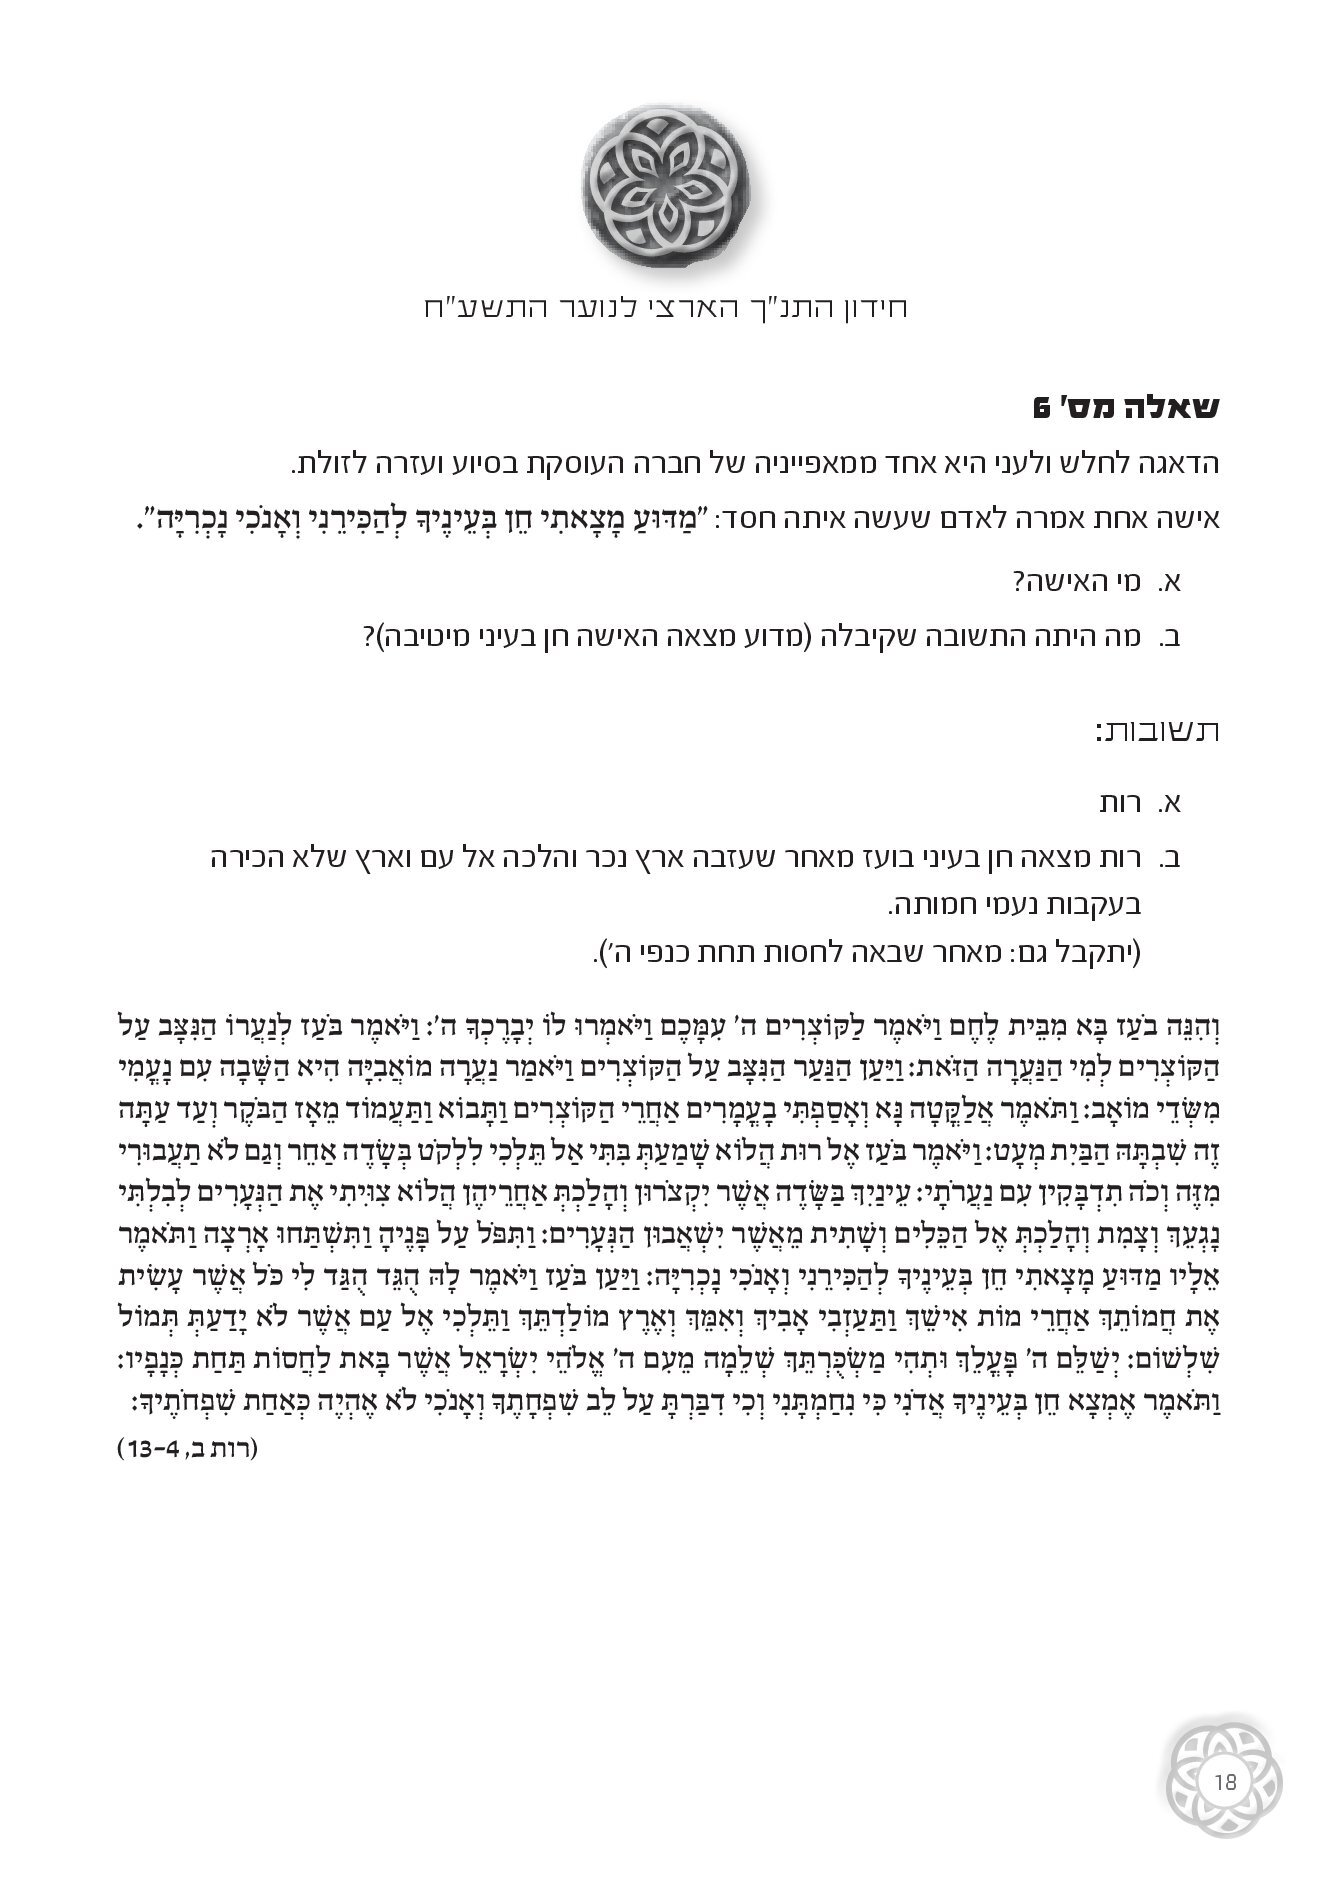 חידון התנ"ך הארצי לנוער התשע"ח
שאלה מס' 6
הדאגה לחלש ולעני היא אחד ממאפייניה של חברה העוסקת בסיוע ועזרה לזולת.
אישה אחת אמרה לאדם שעשה איתה חסד: "מַדּוּעַ מָצָאתִי חֵן בְּעֵינֶיךָ לְהַכִּירֵנִי וְאָנֹכִי נָכְרִיָּה".
א. מי האישה?
ב. מה היתה התשובה שקיבלה (מדוע מצאה האישה חן בעיני מיטיבה)?
תשובות:
א. רות
ב. רות מצאה חן בעיני בועז מאחר שעזבה ארץ נכר והלכה אל עם וארץ שלא הכירה
בעקבות נעמי חמותה.
(יתקבל גם: מאחר שבאה לחסות תחת כנפי ה').
וְהִנֵּה בֹעַז בָּא מִבֵּית לֶחֶם וַיֹּאמֶר לַקּוֹצְרִים ה' עִמָּכֶם וַיֹּאמְרוּ לוֹ יְבָרֶכְךָ ה': וַיֹּאמֶר בֹּעַז לְנַעֲרוֹ הַנִּצָּב עַל
הַקּוֹצְרִים לְמִי הַנַּעֲרָה הַזֹּאת: וַיַּעַן הַנַּעַר הַנִּצָּב עַל הַקּוֹצְרִים וַיֹּאמַר נַעֲרָה מוֹאֲבִיָּה הִיא הַשָּׁבָה עִם נָעֳמִי
מִשְּׂדֵי מוֹאָב: וַתֹּאמֶר אֲלַקֳטָה נָּא וְאָסַפְתִּי בָעֳמָרִים אַחֲרֵי הַקּוֹצְרִים וַתָּבוֹא וַתַּעֲמוֹד מֵאָז הַבֹּקֶר וְעַד עַתָּה
זֶה שִׁבְתָּהּ הַבַּיִת מְעָט: וַיֹּאמֶר בֹּעַז אֶל רוּת הֲלוֹא שָׁמַעַתְּ בִּתִּי אַל תֵּלְכִי לִלְקֹט בְּשָׂדֶה אַחֵר וְגַם לֹא תַעֲבוּרִי
מִזֶּה וְכֹה תִדְבָּקִין עִם נַעֲרֹתָי: עֵינַיִךְ בַּשָּׂדֶה אֲשֶׁר יִקְצֹרוּן וְהָלַכְתְּ אַחֲרֵיהֶן הֲלוֹא צִוִּיתִי אֶת הַנְּעָרִים לְבִלְתִּי
נָגְעֵךְ וְצָמִת וְהָלַכְתְּ אֶל הַכֵּלִים וְשָׁתִית מֵאֲשֶׁר יִשְׁאֲבוּן הַנְּעָרִים: וַתִּפֹּל עַל פָּנֶיהָ וַתִּשְׁתַּחוּ אָרְצָה וַתֹּאמֶר
אֵלָיו מַדּוּעַ מָצָאתִי חֵן בְּעֵינֶיךָ לְהַכִּירֵנִי וְאָנֹכִי נָכְרִיָּה: וַיַּעַן בֹּעַז וַיֹּאמֶר לָהּ הֻגֵּד הֻגַּד לִי כֹּל אֲשֶׁר עָשִׂית
אֶת חֲמוֹתֵךְ אַחֲרֵי מוֹת אִישֵׁךְ וַתַּעַזְבִי אָבִיךְ וְאִמֵּךְ וְאֶרֶץ מוֹלַדְתֵּךְ וַתֵּלְכִי אֶל עַם אֲשֶׁר לֹא יָדַעַתְּ תְּמוֹל
שִׁלְשׁוֹם: יְשַׁלֵּם ה' פָּעֳלֵךְ וּתְהִי מַשְׂכֻּרְתֵּךְ שְׁלֵמָה מֵעִם ה' אֱלֹהֵי יִשְׂרָאֵל אֲשֶׁר בָּאת לַחֲסוֹת תַּחַת כְּנָפָיו:
וַתֹּאמֶר אֶמְצָא חֵן בְּעֵינֶיךָ אֲדֹנִי כִּי נִחַמְתָּנִי וְכִי דִבַּרְתָּ עַל לֵב שִׁפְחָתֶךָ וְאָנֹכִי לֹא אֶהְיֶה כְּאַחַת שִׁפְחֹתֶיךָ:
(רות ב, 4-13)
18